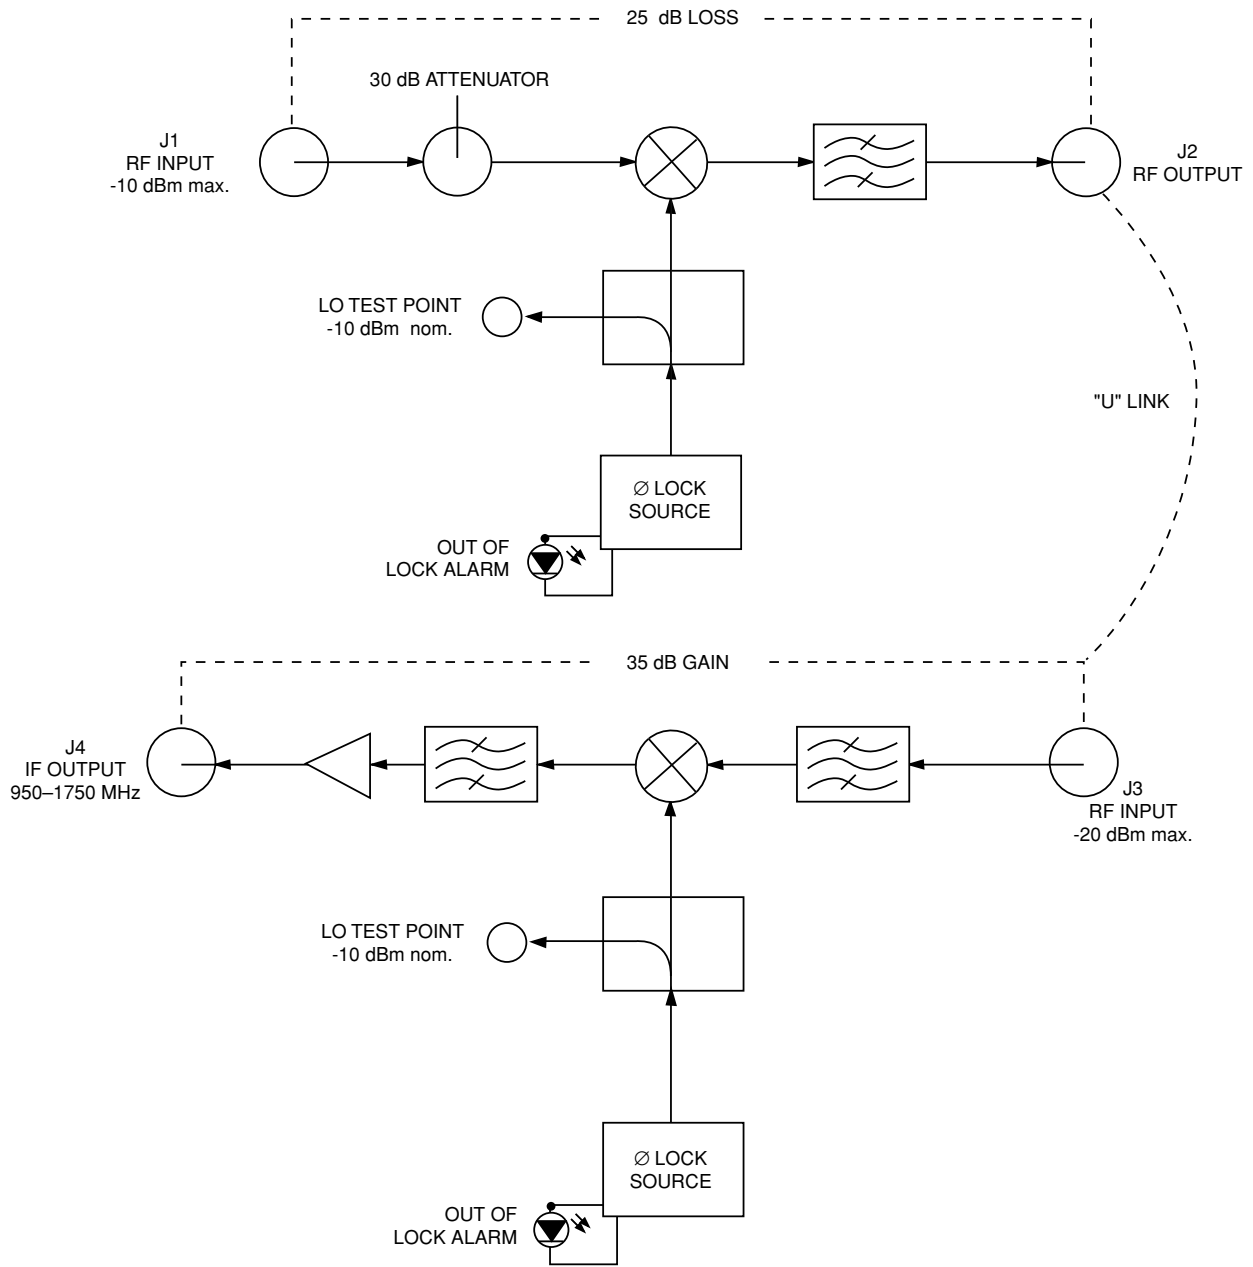 25 dB LOSS
30 dB ATTENUATOR
J1
RF INPUT
-10 dBm max.
J2
RF OUTPUT
LO TEST POINT
-10 dBm nom.
"U" LINK
∅ LOCK
SOURCE
OUT OF
LOCK ALARM
35 dB GAIN
J4
IF OUTPUT
950–1750 MHz
J3
RF INPUT
-20 dBm max.
LO TEST POINT
-10 dBm nom.
∅ LOCK
SOURCE
OUT OF
LOCK ALARM